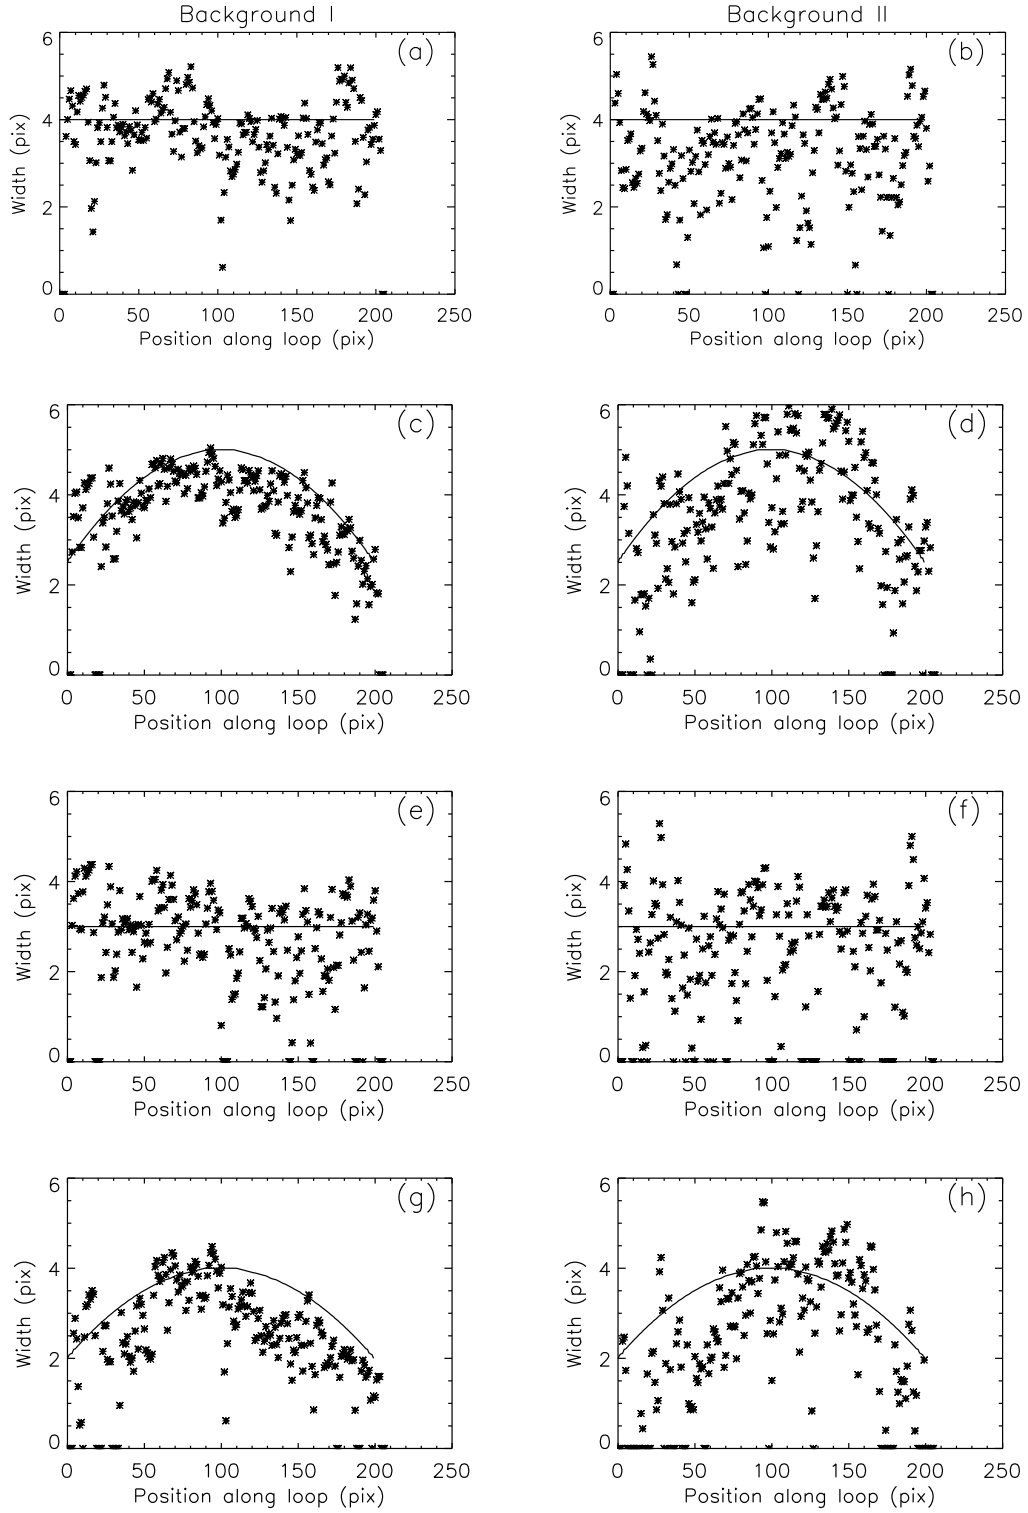 Background I
Background II
(a)
6
4
2
0
Width (pix)
0 50 100 150 200 250
Position along loop (pix)
(b)
6
4
2
0
Width (pix)
0 50 100 150 200 250
Position along loop (pix)
(c)
6
4
2
0
Width (pix)
0 50 100 150 200 250
Position along loop (pix)
(d)
6
4
2
0
Width (pix)
0 50 100 150 200 250
Position along loop (pix)
(e)
6
4
2
0
Width (pix)
0 50 100 150 200 250
Position along loop (pix)
(f)
6
4
2
0
Width (pix)
0 50 100 150 200 250
Position along loop (pix)
(g)
6
4
2
0
Width (pix)
0 50 100 150 200 250
Position along loop (pix)
(h)
6
4
2
0
Width (pix)
0 50 100 150 200 250
Position along loop (pix)